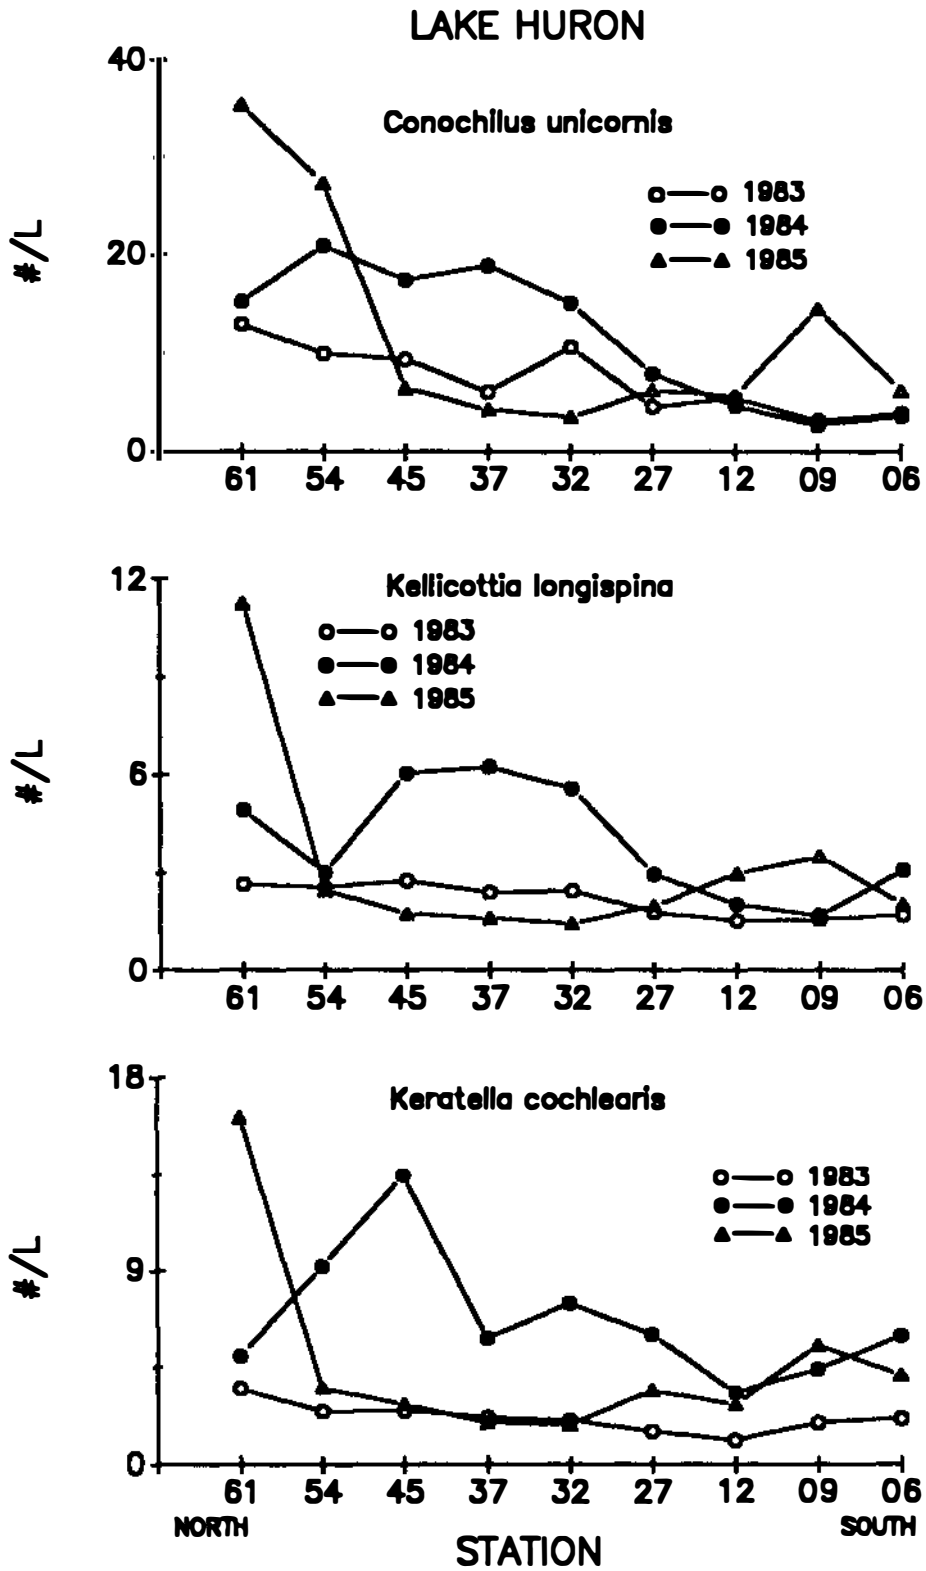 LAKE HURON
40
Conochilus unicornis
1983
1984
1985
#/L
20
0
61 54 45 37 32 27 12 09 06
12
Kellicottia longispina
1983
1984
1985
#/L
6
0
61 54 45 37 32 27 12 09 06
18
Keratella cochlearis
1983
1984
1985
#/L
9
0
61 54 45 37 32 27 12 09 06
NORTH SOUTH
STATION